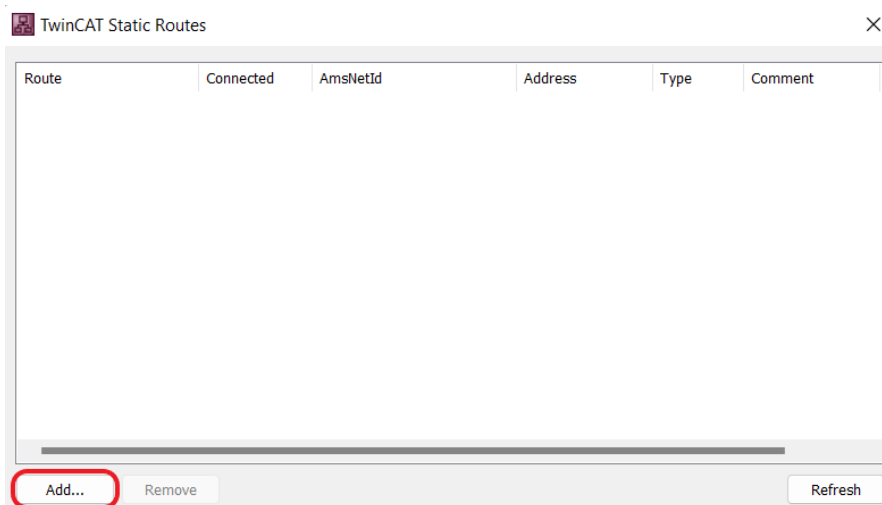 TwinCAT Static Routes
Route Connected AmsNetId Address Type Comment
Add... Remove Refresh